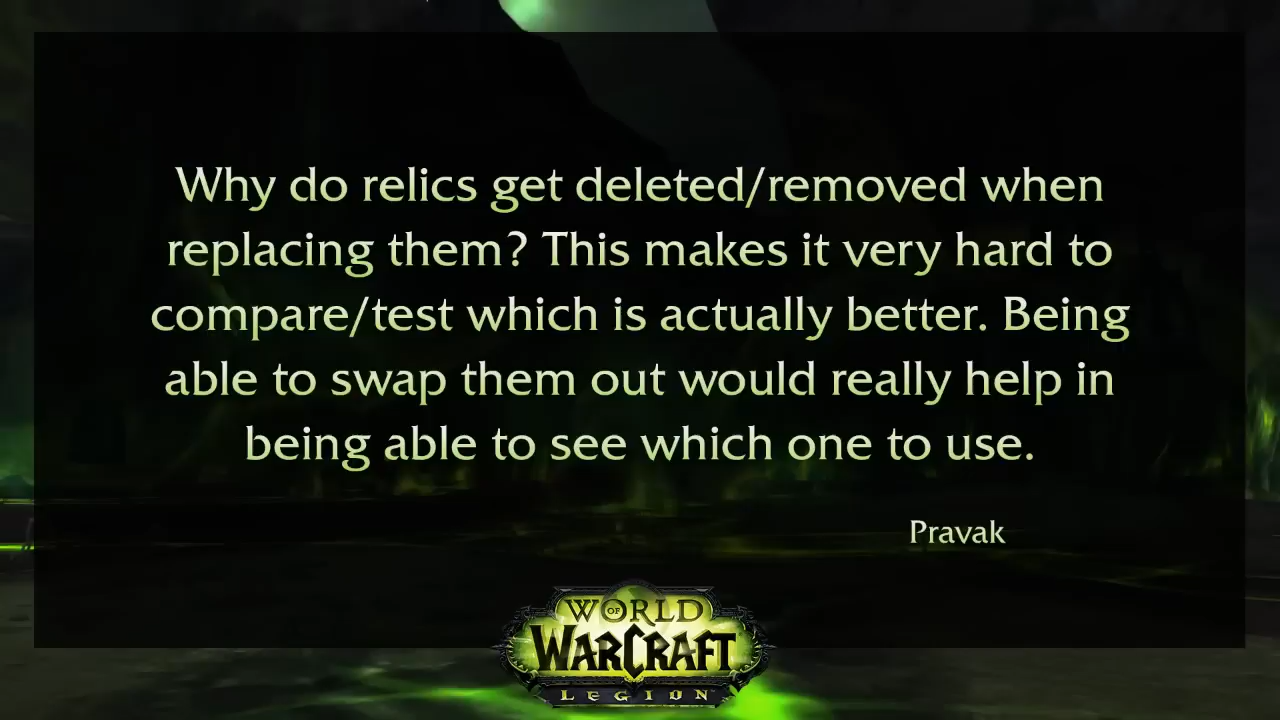 Why do relics get deleted/removed when
replacing them? This makes it very hard to
compare/test which is actually better. Being
able to swap them out would really help in
being able to see which one to use.
Pravak
WORLD
OF
WARCRAFT
LEGION